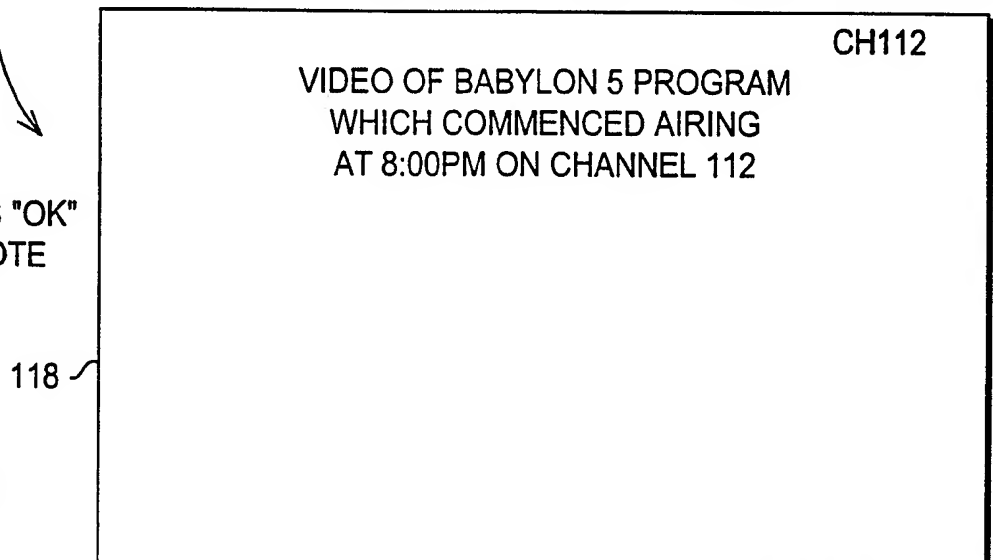 CH112
VIDEO OF BABYLON 5 PROGRAM
WHICH COMMENCED AIRING
AT 8:00PM ON CHANNEL 112
"OK"
118